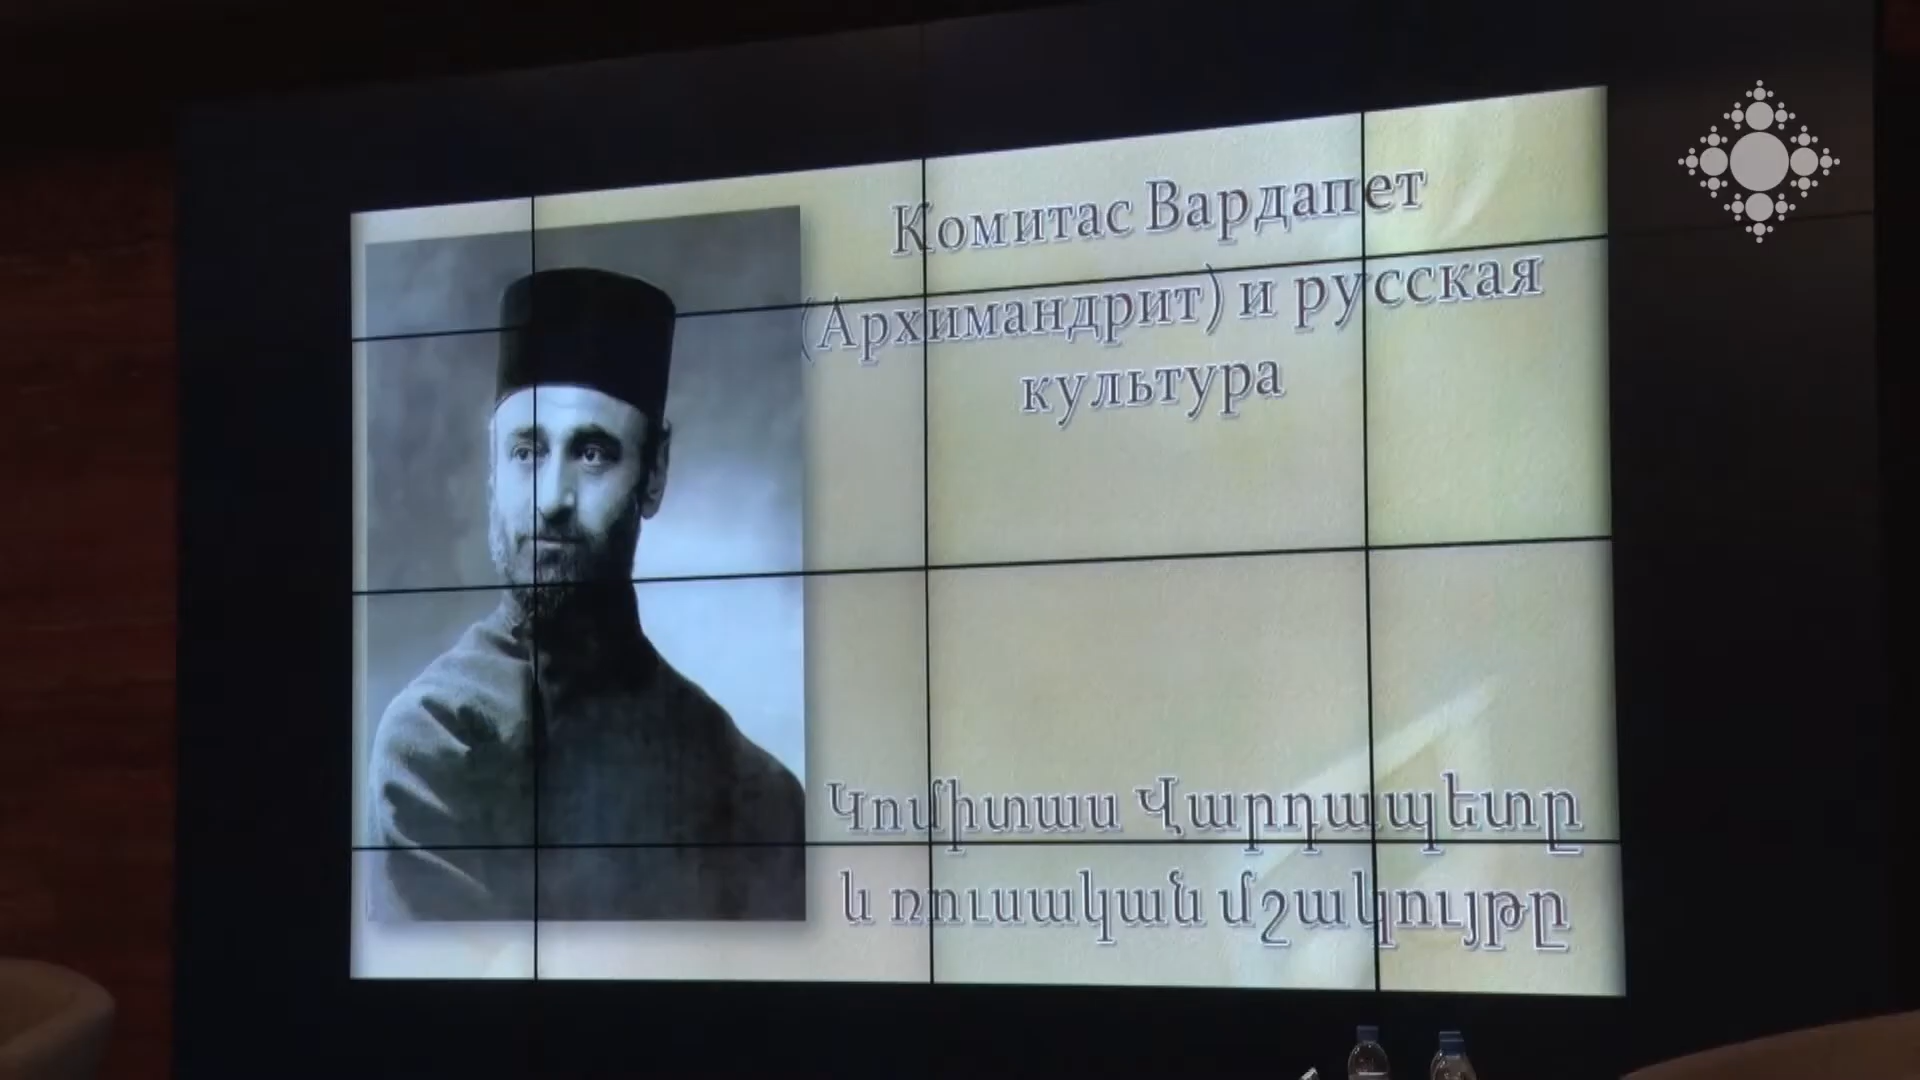 Комитас Вардапет
(Архимандрит) и русская
культура
Կոմիտաս Վարդապետը
և ռուսական մշակույթը